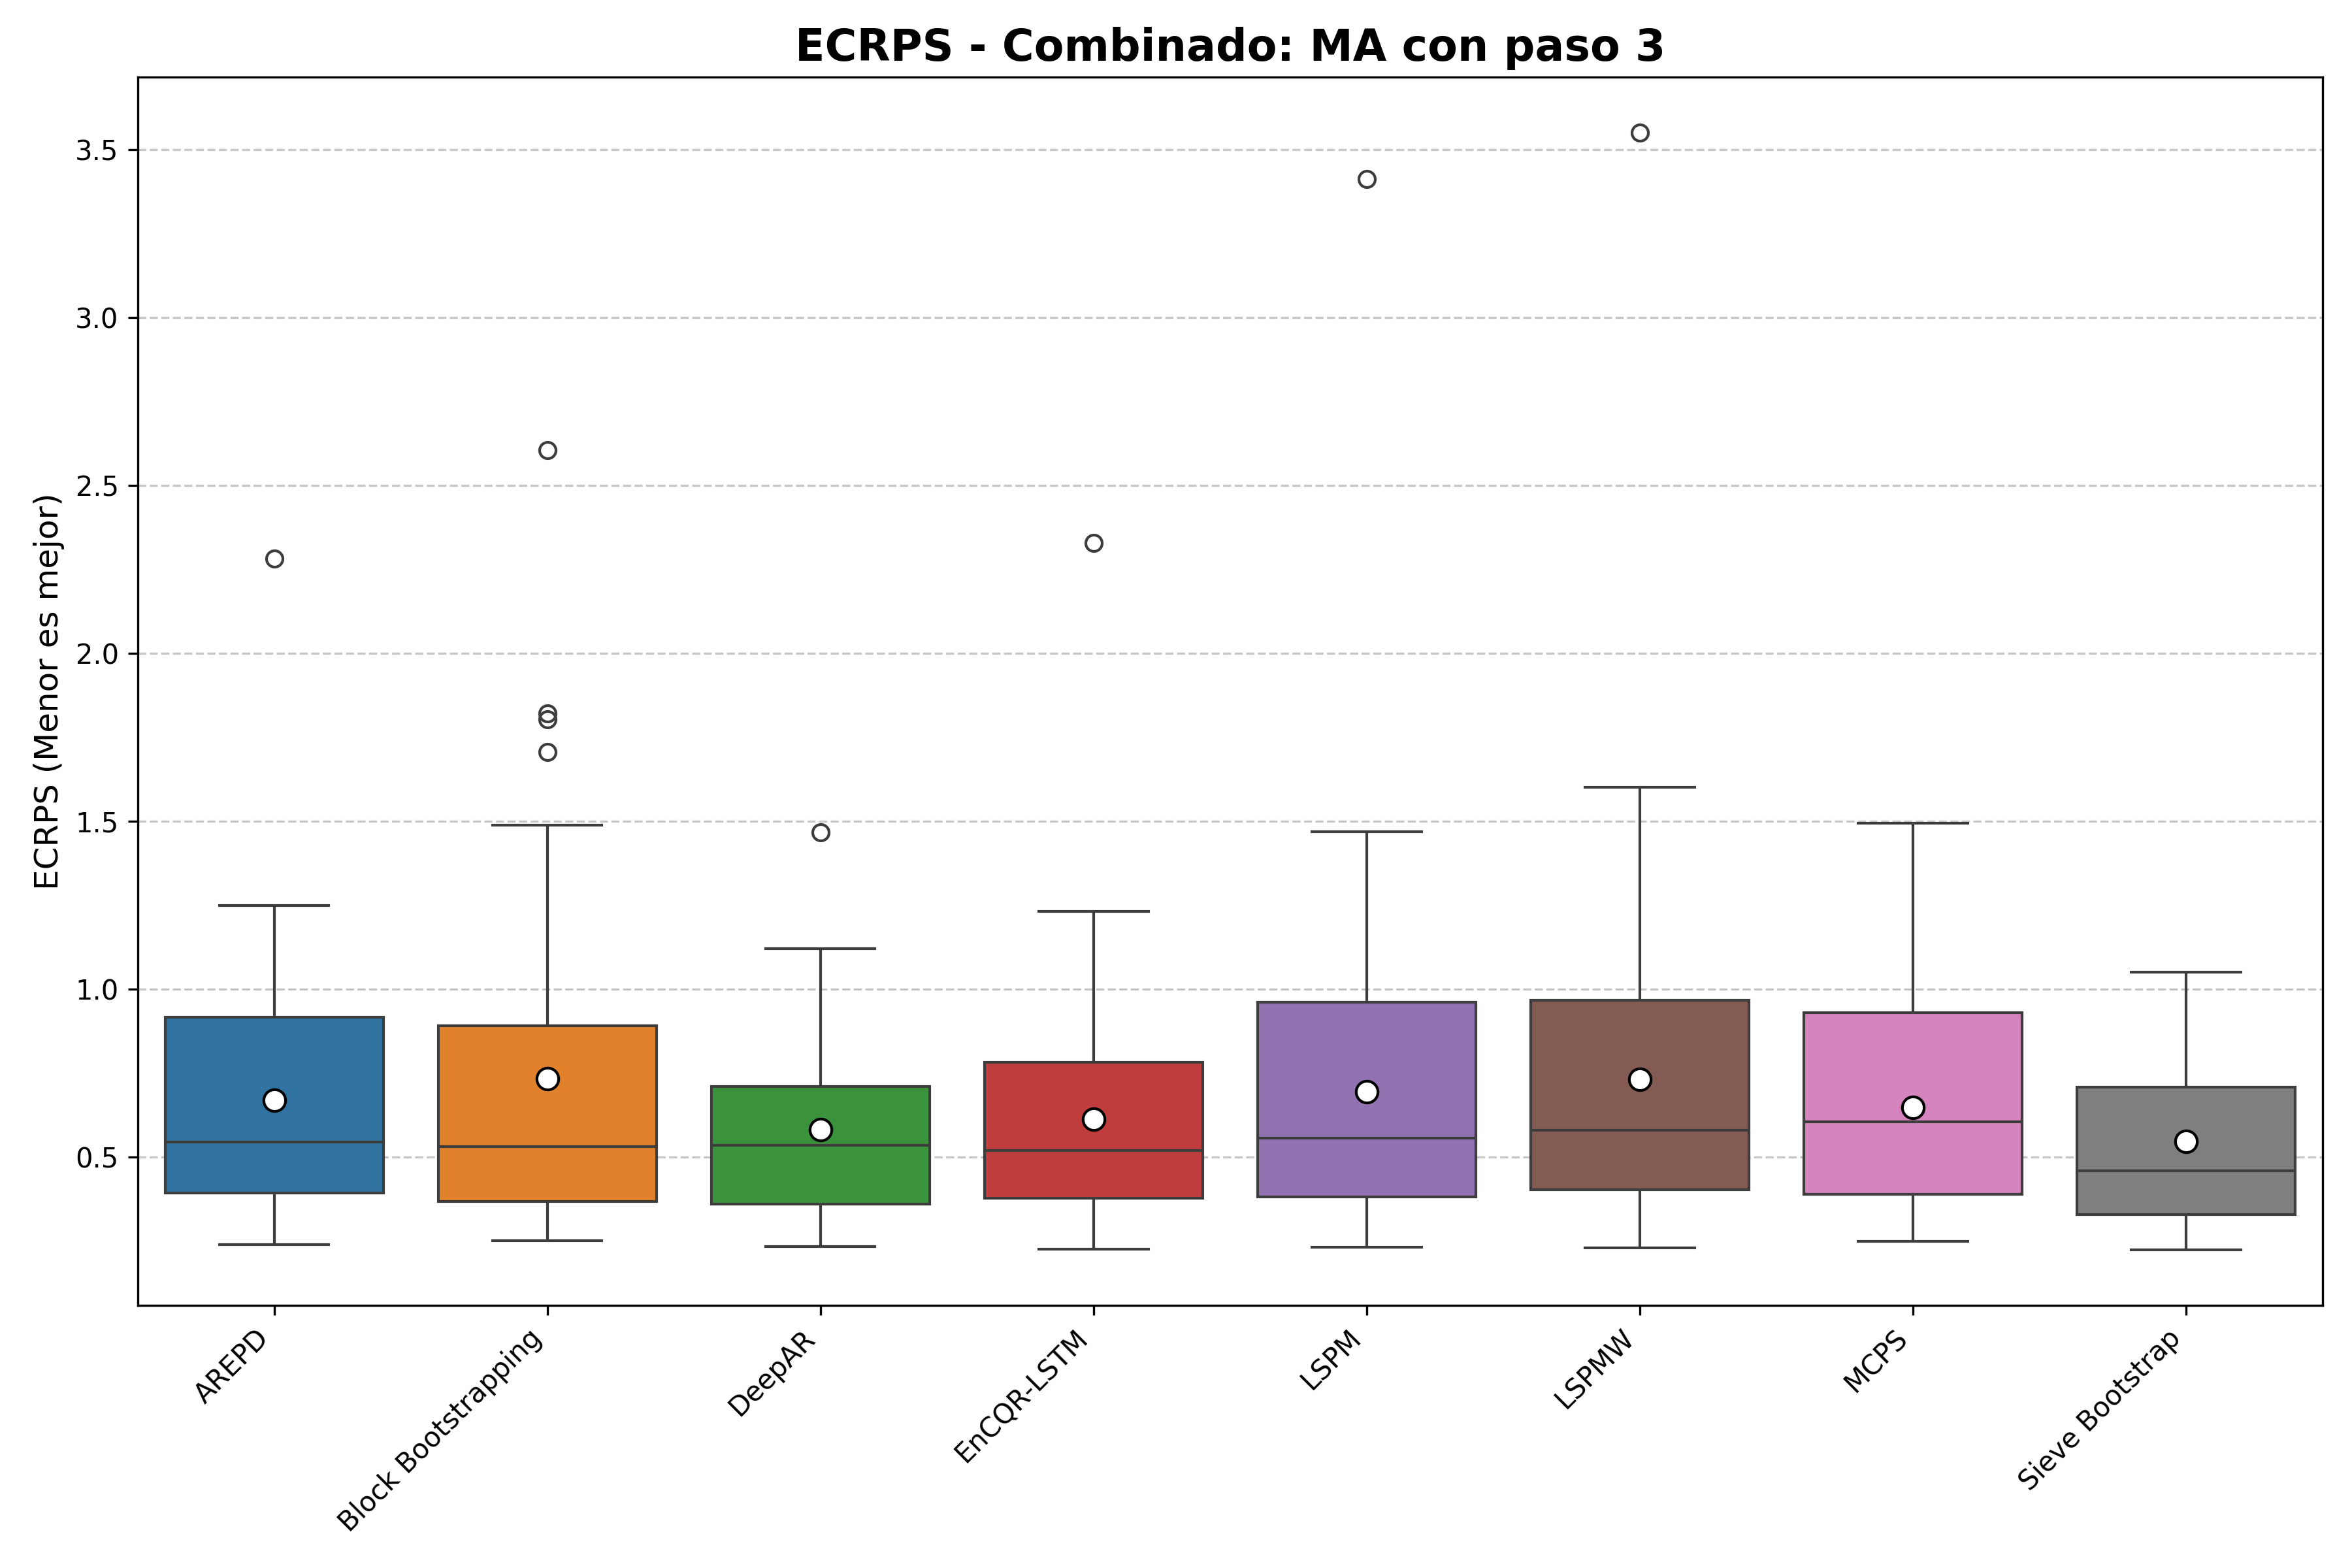 ECRPS - Combinado: MA con paso 3
ECRPS (Menor es mejor)
3.5
3.0
2.5
2.0
1.5
1.0
0.5
AREPD
Block Bootstrapping
DeepAR
EnCQR-LSTM
LSPM
LSPMW
MCPS
Sieve Bootstrap